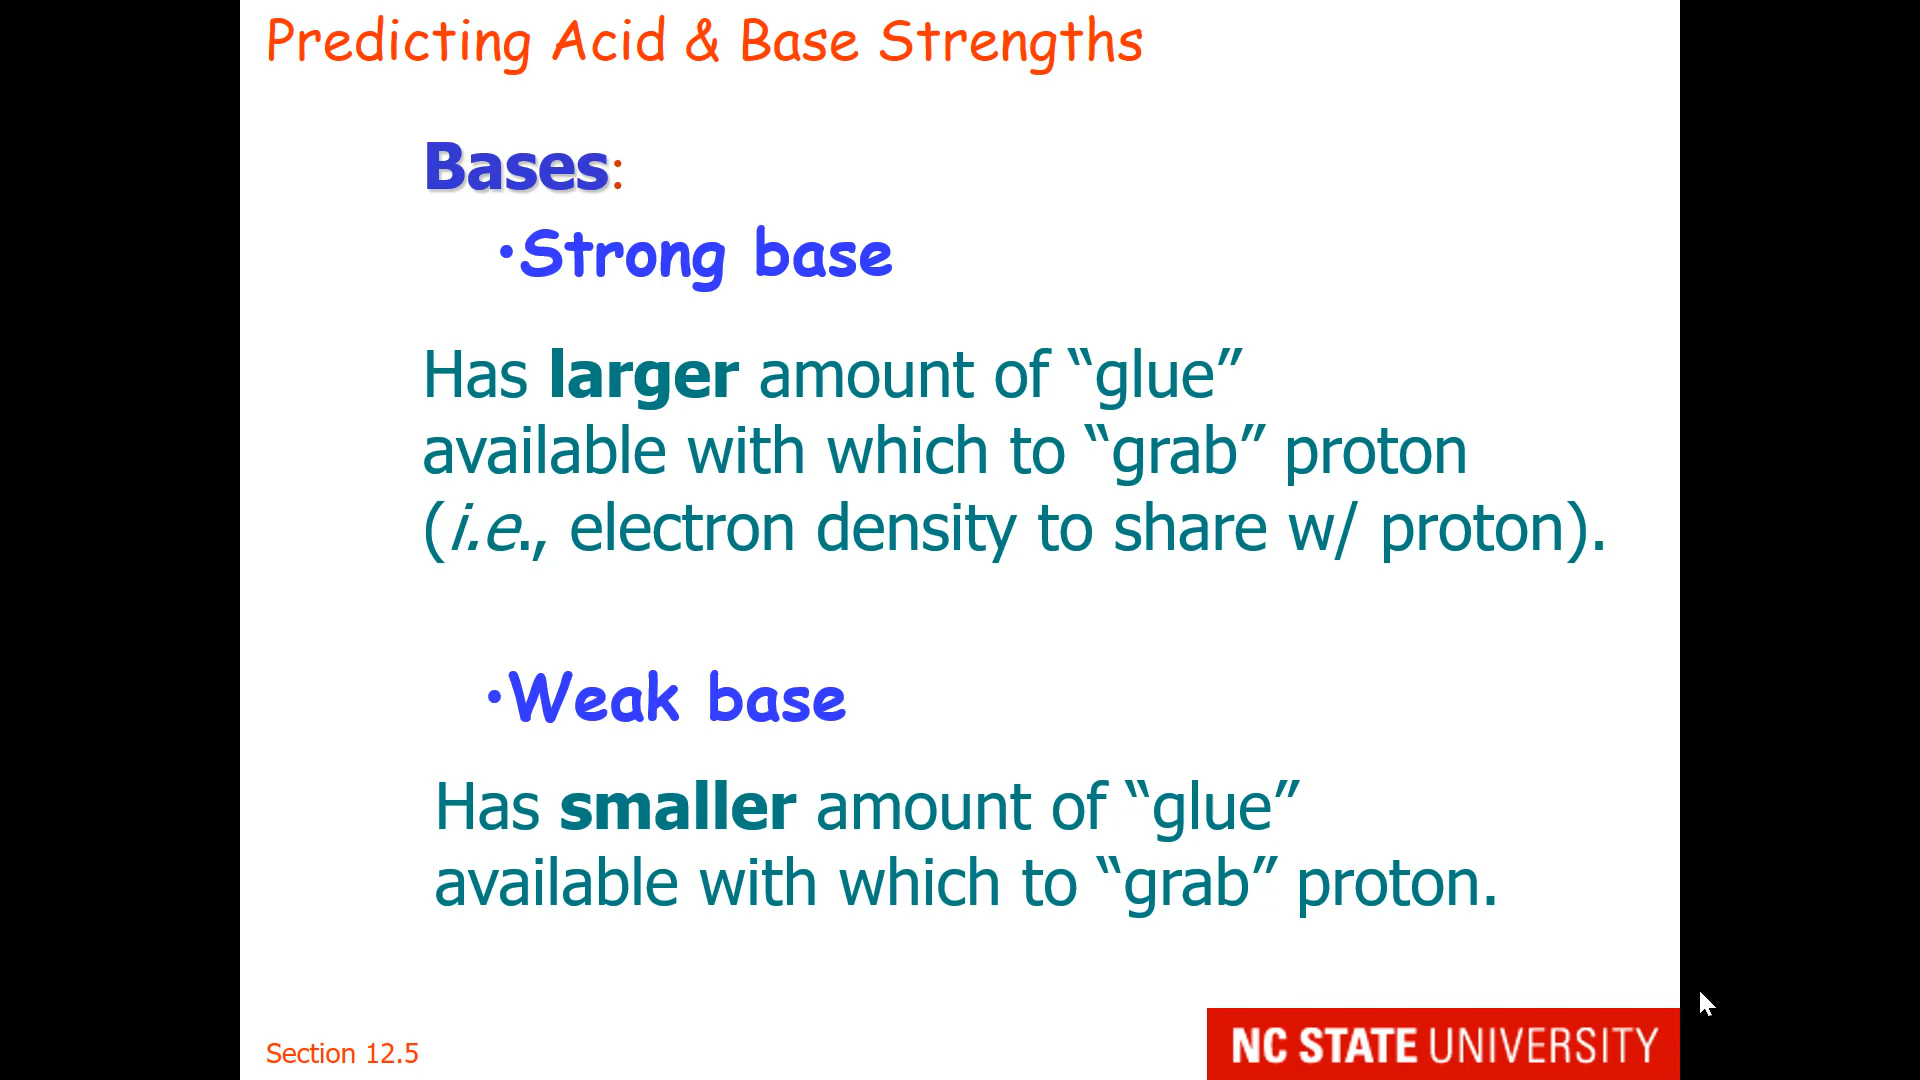 Predicting Acid & Base Strengths
Bases:
•Strong base
Has larger amount of “glue”
available with which to “grab” proton
(i.e., electron density to share w/ proton).
•Weak base
Has smaller amount of “glue”
available with which to “grab” proton.
Section 12.5
NC STATE UNIVERSITY